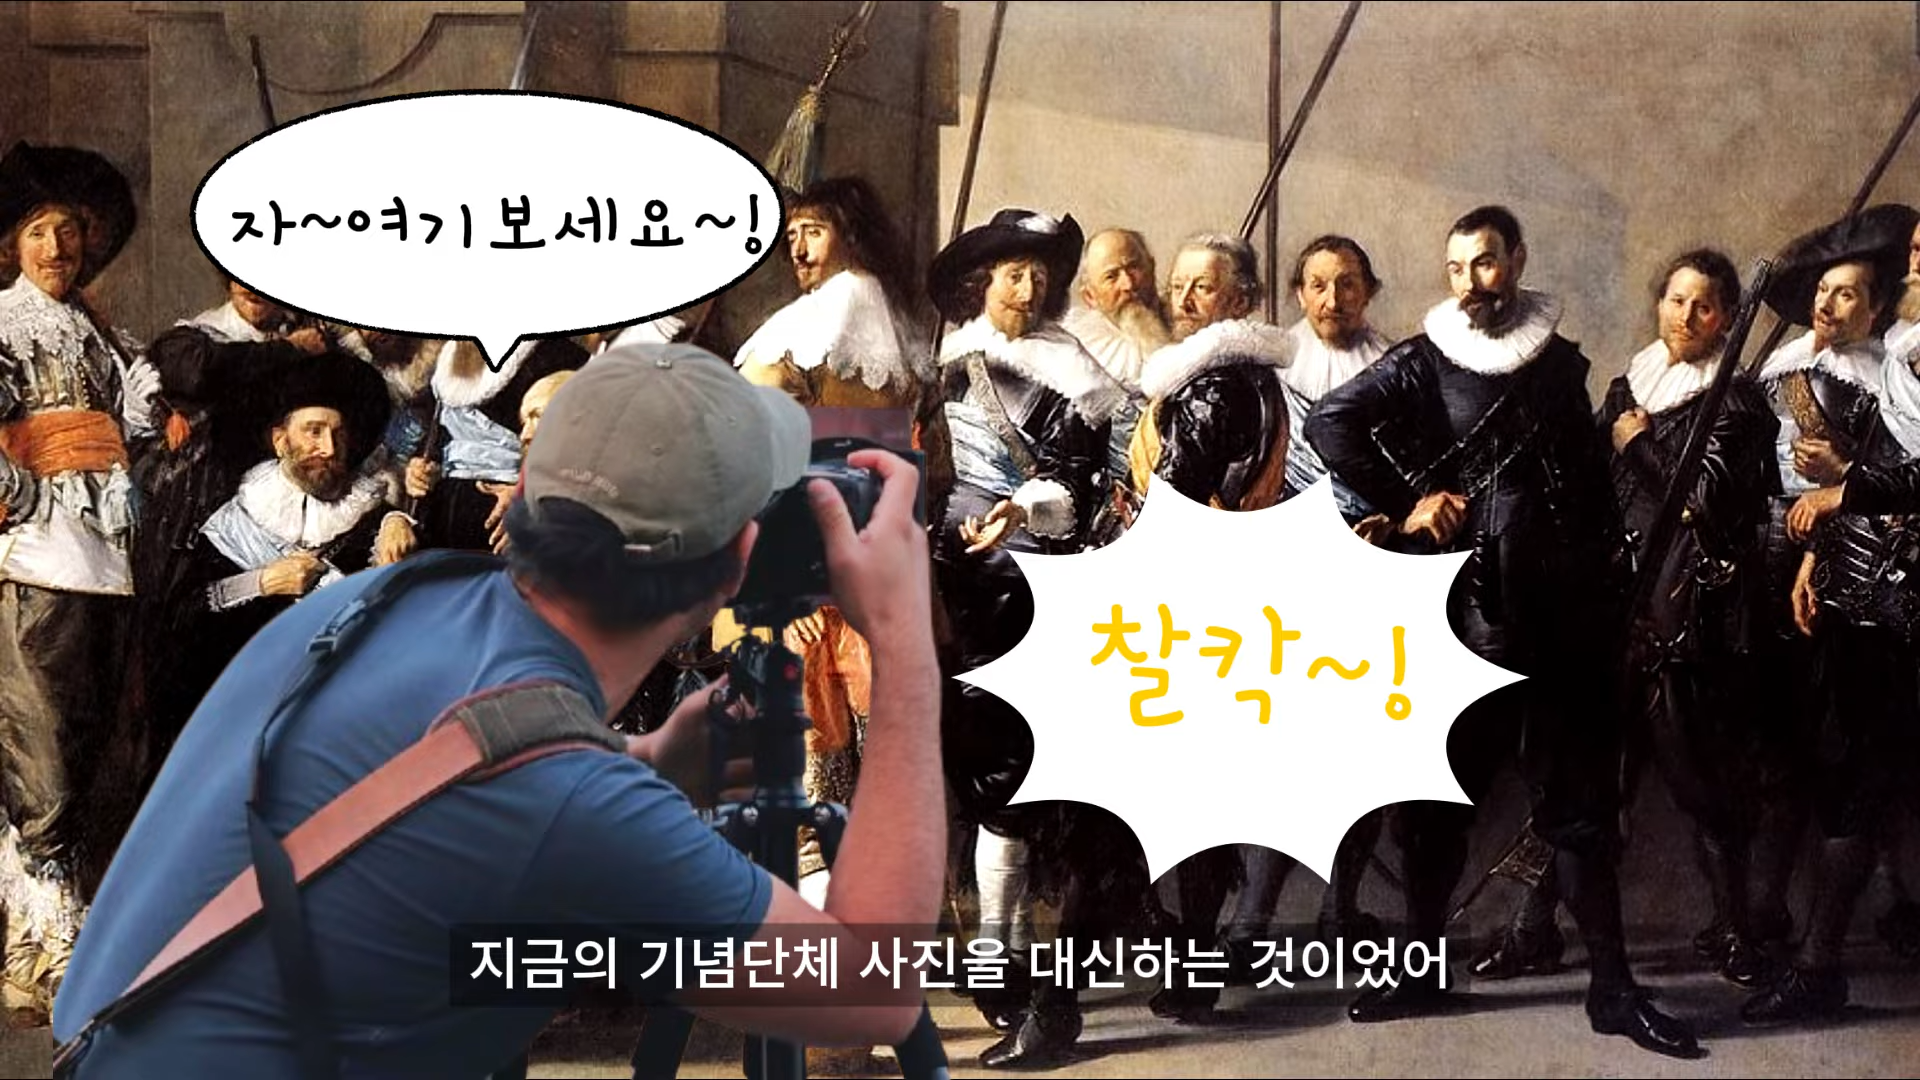 자~여기 보세요~!
찰칵~!
지금의 기념단체 사진을 대신하는 것이었어